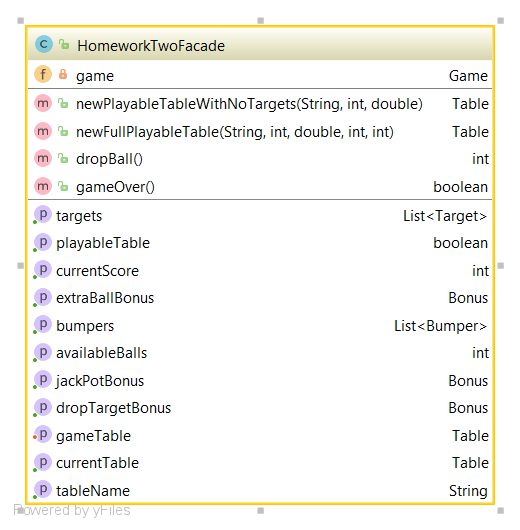 C HomeworkTwoFacade
f game Game
m newPlayableTableWithNoTargets(String, int, double) Table
m newFullPlayableTable(String, int, double, int, int) Table
m dropBall() int
m gameOver() boolean
p targets List<Target>
p playableTable boolean
p currentScore int
p extraBallBonus Bonus
p bumpers List<Bumper>
p availableBalls int
p jackPotBonus Bonus
p dropTargetBonus Bonus
p gameTable Table
p currentTable Table
p tableName String
Powered by yFiles